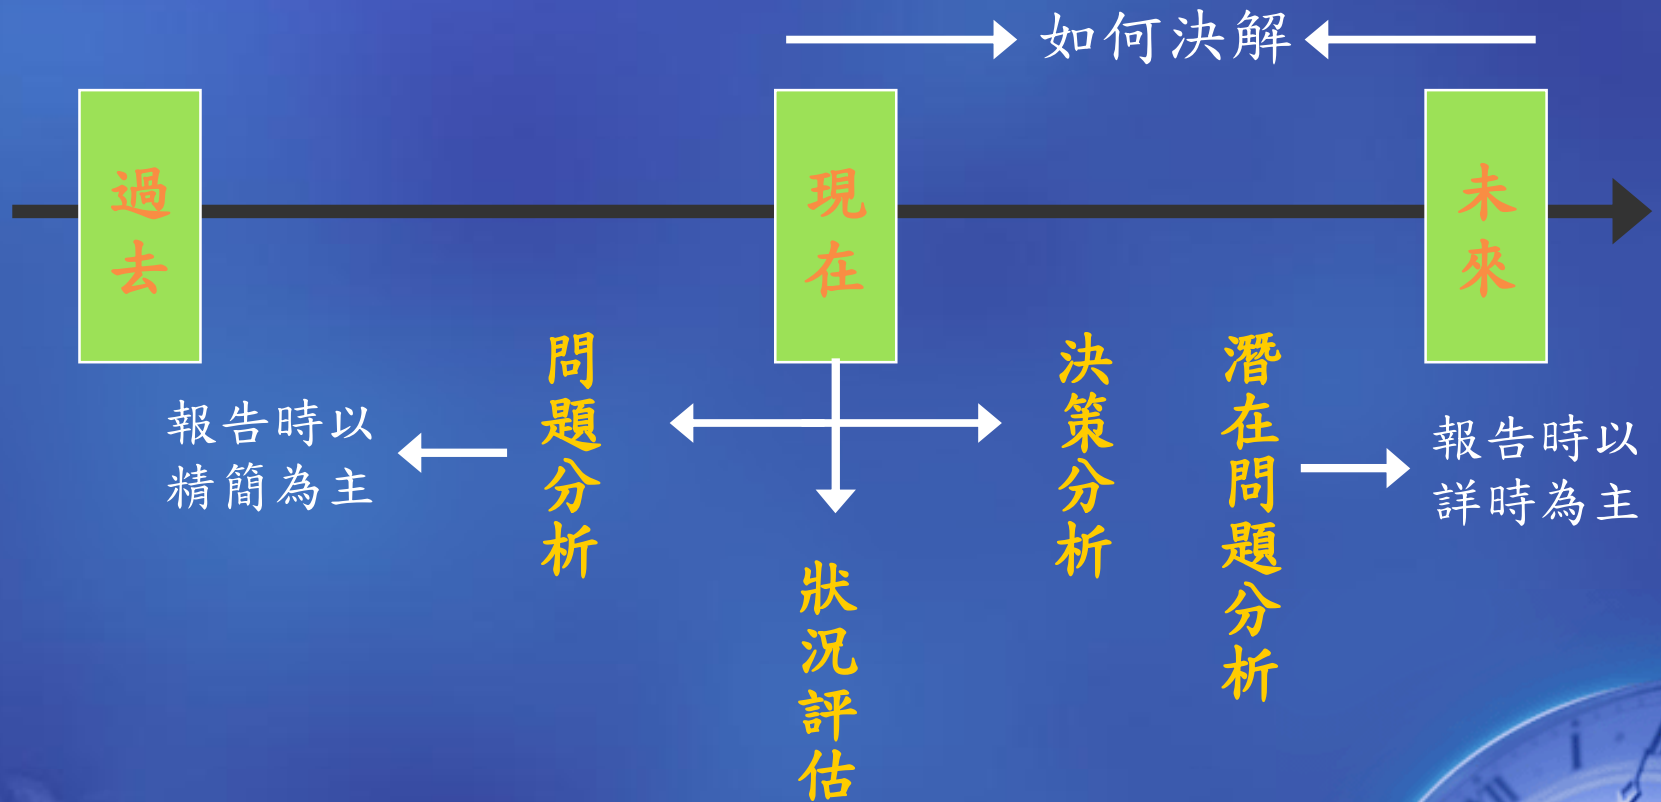 如何決解
過去
現在
未來
問題分析
決策分析
潛在問題分析
報告時以
精簡為主
報告時以
詳時為主
狀況評估